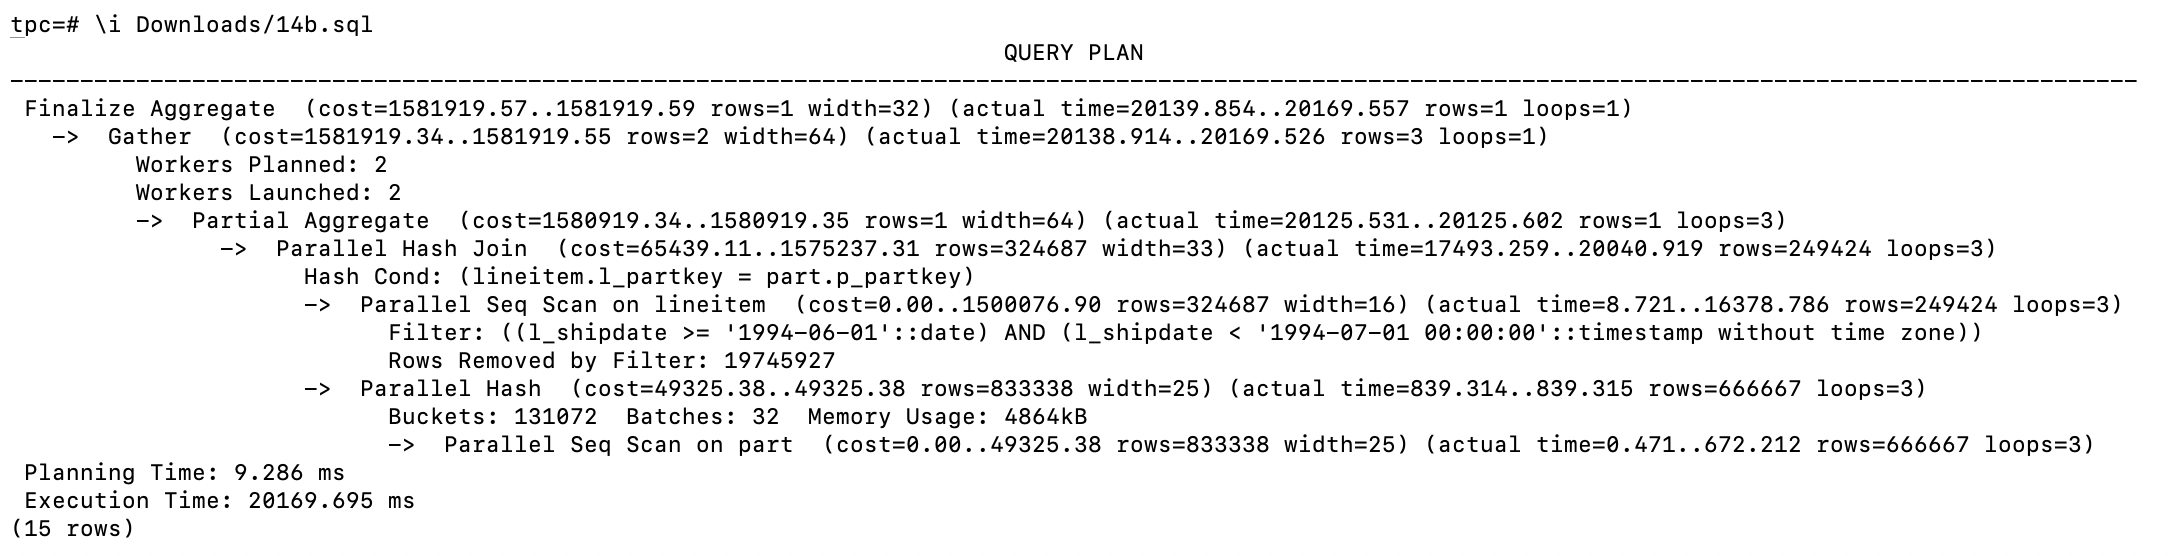 tpc=# \i Downloads/14b.sql
QUERY PLAN
---------------------------------------------------------------------------------------------------------------------------------------------------------
Finalize Aggregate  (cost=1581919.57..1581919.59 rows=1 width=32) (actual time=20139.854..20169.557 rows=1 loops=1)
  ->  Gather  (cost=1581919.34..1581919.55 rows=2 width=64) (actual time=20138.914..20169.526 rows=3 loops=1)
        Workers Planned: 2
        Workers Launched: 2
        ->  Partial Aggregate  (cost=1580919.34..1580919.35 rows=1 width=64) (actual time=20125.531..20125.602 rows=1 loops=3)
              ->  Parallel Hash Join  (cost=65439.11..1575237.31 rows=324687 width=33) (actual time=17493.259..20040.919 rows=249424 loops=3)
                    Hash Cond: (lineitem.l_partkey = part.p_partkey)
                    ->  Parallel Seq Scan on lineitem  (cost=0.00..1500076.90 rows=324687 width=16) (actual time=8.721..16378.786 rows=249424 loops=3)
                          Filter: ((l_shipdate >= '1994-06-01'::date) AND (l_shipdate < '1994-07-01 00:00:00'::timestamp without time zone))
                          Rows Removed by Filter: 19745927
                    ->  Parallel Hash  (cost=49325.38..49325.38 rows=833338 width=25) (actual time=839.314..839.315 rows=666667 loops=3)
                          Buckets: 131072  Batches: 32  Memory Usage: 4864kB
                          ->  Parallel Seq Scan on part  (cost=0.00..49325.38 rows=833338 width=25) (actual time=0.471..672.212 rows=666667 loops=3)
Planning Time: 9.286 ms
Execution Time: 20169.695 ms
(15 rows)